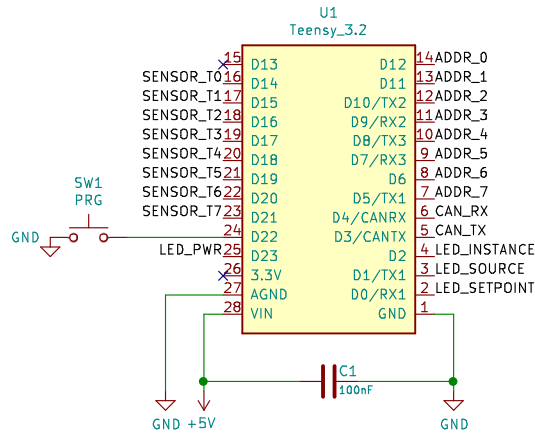 U1
Teensy_3.2
15 D13 D12 14 ADDR_0
SENSOR_T0 16 D14 D11 13 ADDR_1
SENSOR_T1 17 D15 D10/TX2 12 ADDR_2
SENSOR_T2 18 D16 D9/RX2 11 ADDR_3
SENSOR_T3 19 D17 D8/TX3 10 ADDR_4
SENSOR_T4 20 D18 D7/RX3 9 ADDR_5
SENSOR_T5 21 D19 D6 8 ADDR_6
SENSOR_T6 22 D20 D5/TX1 7 ADDR_7
SENSOR_T7 23 D21 D4/CANRX 6 CAN_RX
SW1
PRG
GND
24 D22 D3/CANTX 5 CAN_TX
LED_PWR 25 D23 D2 4 LED_INSTANCE
26 3.3V D1/TX1 3 LED_SOURCE
27 AGND D0/RX1 2 LED_SETPOINT
28 VIN GND 1
C1
100nF
GND
+5V
GND